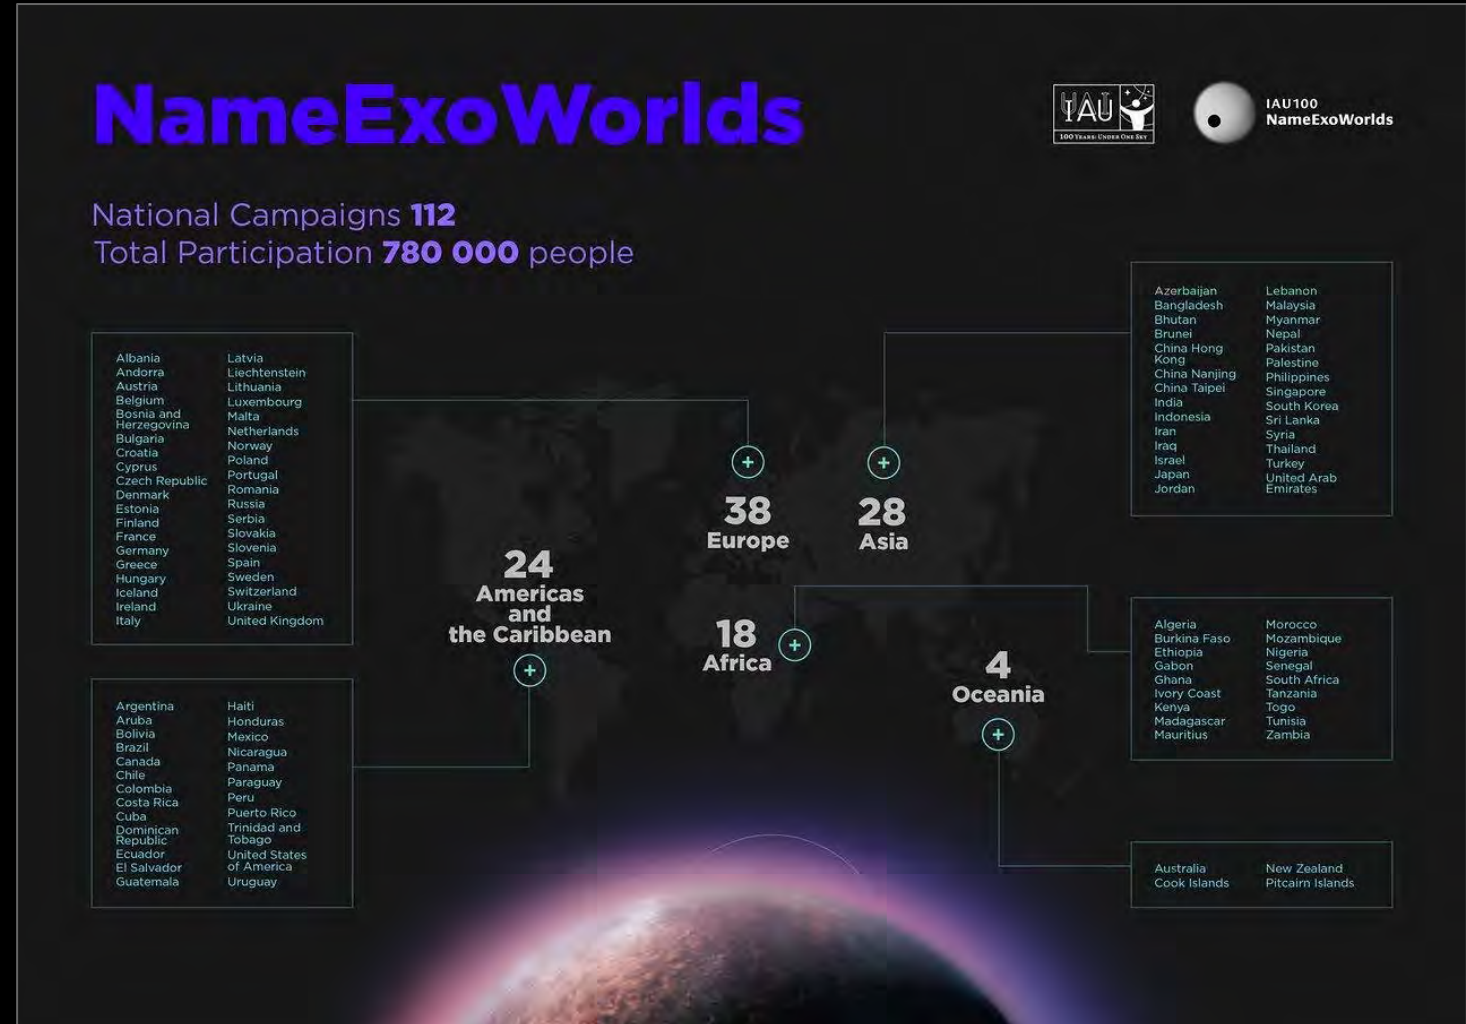 NameExoWorlds
IAU
100 Years: Under One Sky
IAU100
NameExoWorlds
National Campaigns 112
Total Participation 780 000 people
Albania
Andorra
Austria
Belgium
Bosnia and
Herzegovina
Bulgaria
Croatia
Cyprus
Czech Republic
Denmark
Estonia
Finland
France
Germany
Greece
Hungary
Iceland
Ireland
Italy
Latvia
Liechtenstein
Lithuania
Luxembourg
Malta
Netherlands
Norway
Poland
Portugal
Romania
Russia
Serbia
Slovakia
Slovenia
Spain
Sweden
Switzerland
Ukraine
United Kingdom
38
Europe
28
Asia
Azerbaijan
Bangladesh
Bhutan
Brunei
China Hong
Kong
China Nanjing
China Taipei
India
Indonesia
Iran
Iraq
Israel
Japan
Jordan
Lebanon
Malaysia
Myanmar
Nepal
Pakistan
Palestine
Philippines
Singapore
South Korea
Sri Lanka
Syria
Thailand
Turkey
United Arab
Emirates
24
Americas
and
the Caribbean
Argentina
Aruba
Bolivia
Brazil
Canada
Chile
Colombia
Costa Rica
Cuba
Dominican
Republic
Ecuador
El Salvador
Guatemala
Haiti
Honduras
Mexico
Nicaragua
Panama
Paraguay
Peru
Puerto Rico
Trinidad and
Tobago
United States
of America
Uruguay
18
Africa
Algeria
Burkina Faso
Ethiopia
Gabon
Ghana
Ivory Coast
Kenya
Madagascar
Mauritius
Morocco
Mozambique
Nigeria
Senegal
South Africa
Tanzania
Togo
Tunisia
Zambia
4
Oceania
Australia
Cook Islands
New Zealand
Pitcairn Islands